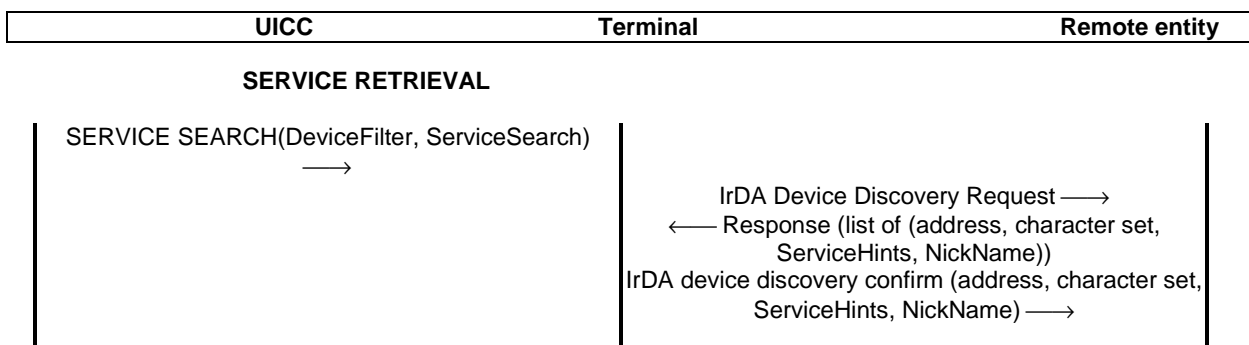 UICC Terminal Remote entity
SERVICE RETRIEVAL
SERVICE SEARCH(DeviceFilter, ServiceSearch)
⟶
IrDA Device Discovery Request ⟶
⟵ Response (list of (address, character set,
ServiceHints, NickName))
IrDA device discovery confirm (address, character set,
ServiceHints, NickName) ⟶